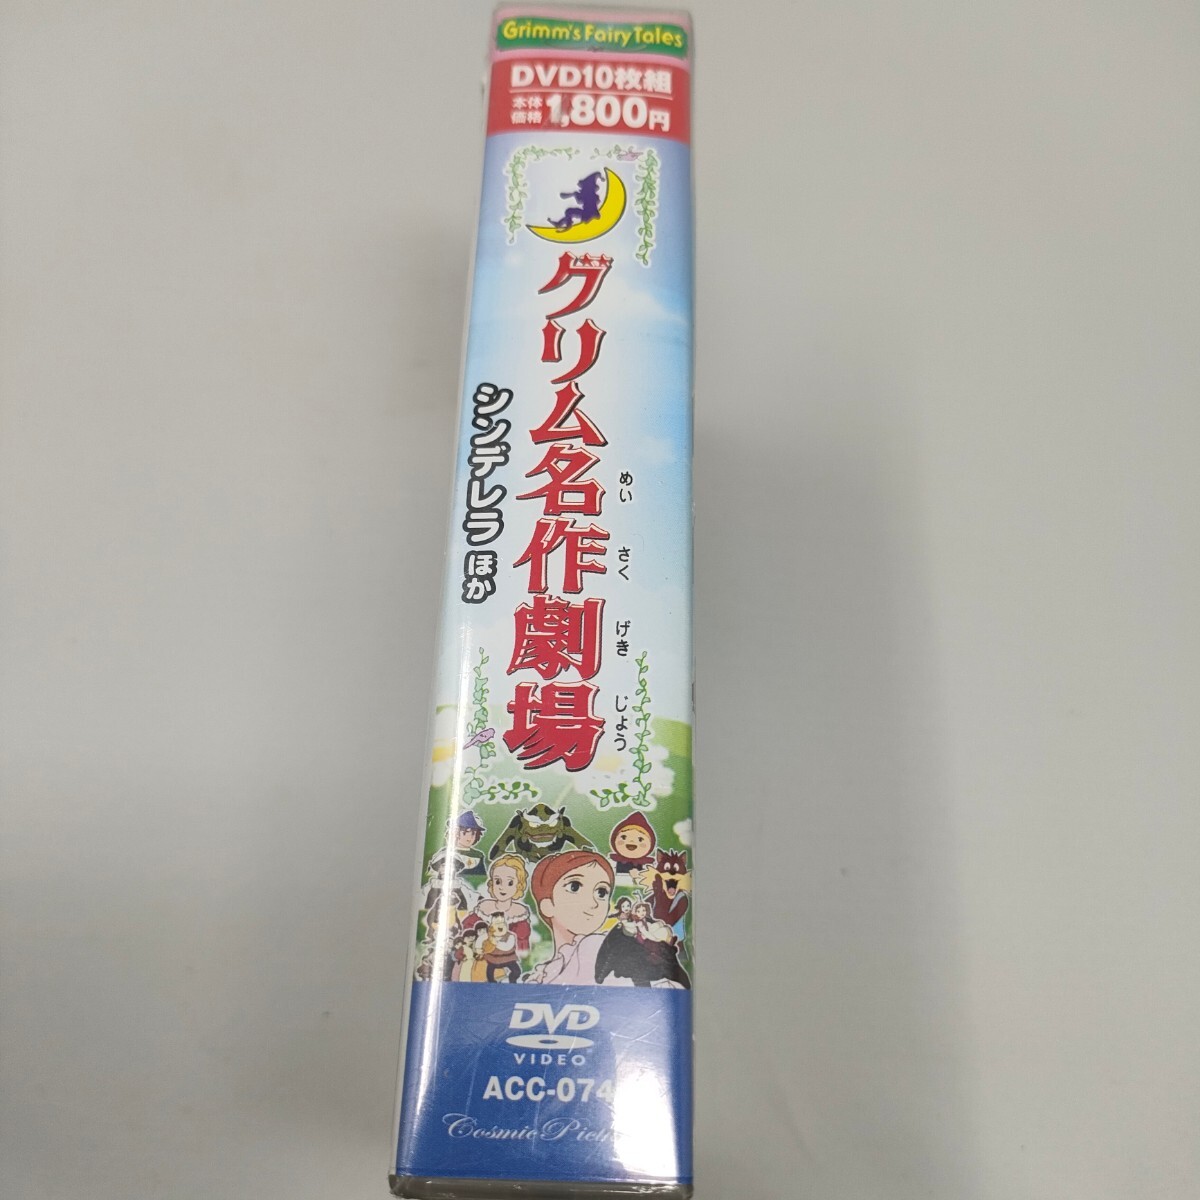 Grimm's Fairy Tales
DVD10枚組
本体価格 1,800円
グリム名作劇場
めい さく げき じょう
シンデレラ ほか
DVD
VIDEO
ACC-074
Cosmic